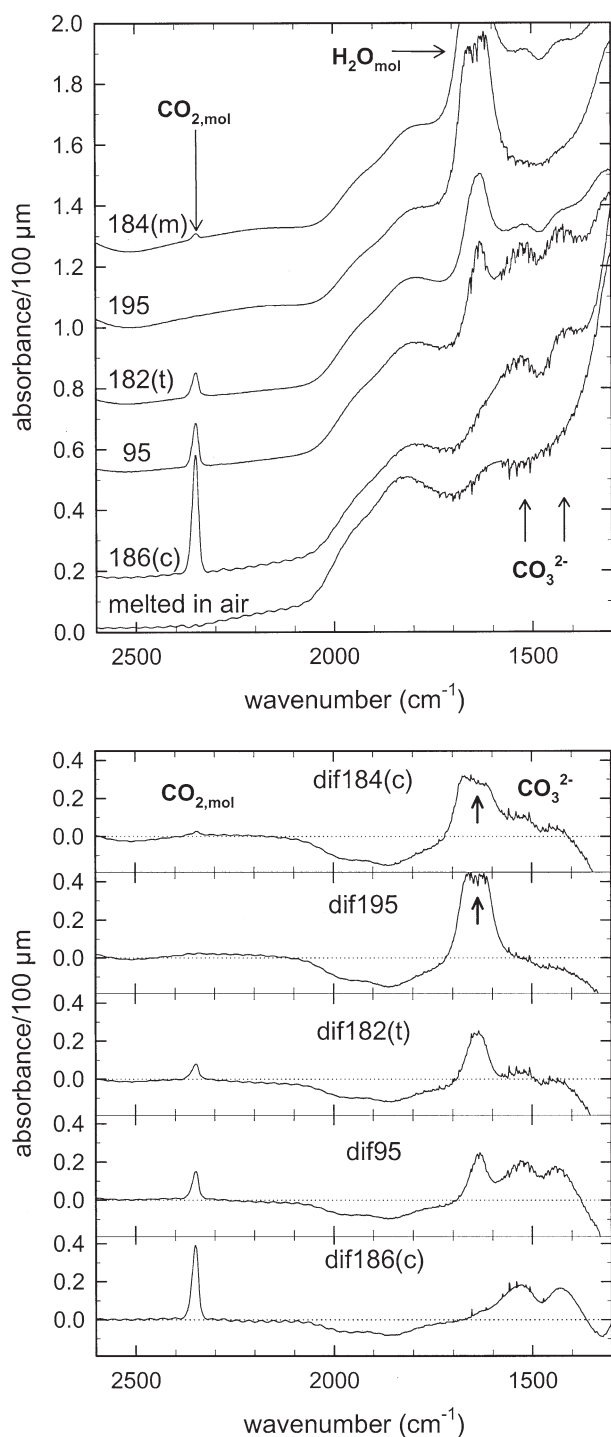 2.0
1.8
1.6
1.4
1.2
1.0
0.8
0.6
0.4
0.2
0.0
absorbance/100 µm
H₂Oₘₒₗ
CO₂,ₘₒₗ
184(m)
195
182(t)
95
186(c)
melted in air
CO₃²⁻
2500 2000 1500
wavenumber (cm⁻¹)
0.4
0.2
0.0
CO₂,ₘₒₗ
dif184(c)
CO₃²⁻
0.4
0.2
0.0
dif195
0.4
0.2
0.0
dif182(t)
0.4
0.2
0.0
dif95
0.4
0.2
0.0
dif186(c)
absorbance/100 µm
2500 2000 1500
wavenumber (cm⁻¹)